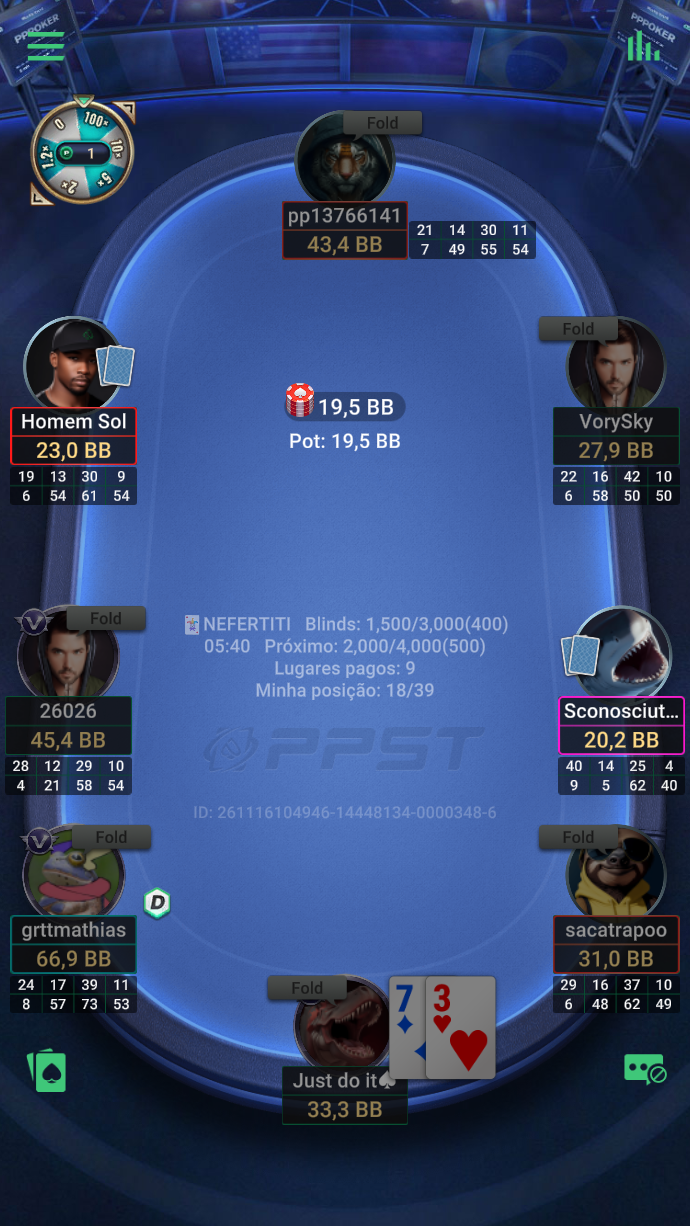 PPPOKER
PPPOKER
0
100×
10×
5×
2×
1.2×
P 1
Fold
pp13766141
43,4 BB
21 14 30 11
7 49 55 54
Homem Sol
23,0 BB
19 13 30 9
6 54 61 54
19,5 BB
Pot: 19,5 BB
Fold
VorySky
27,9 BB
22 16 42 10
6 58 50 50
NEFERTITI Blinds: 1,500/3,000(400)
05:40 Próximo: 2,000/4,000(500)
Lugares pagos: 9
Minha posição: 18/39
PPST
ID: 261116104946-14448134-0000348-6
V
Fold
26026
45,4 BB
28 12 29 10
4 21 58 54
Sconosciut...
20,2 BB
40 14 25 4
9 5 62 40
V
Fold
grttmathias
66,9 BB
24 17 39 11
8 57 73 53
D
Fold
sacatrapoo
31,0 BB
29 16 37 10
6 48 62 49
Fold
7 3
Just do it♠
33,3 BB